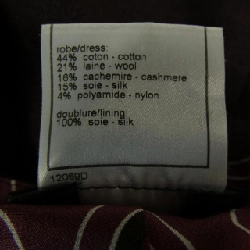 robe/dress:
44% coton - cotton
21% laine - wool
16% cachemire - cashmere
15% soie - silk
4% polyamide - nylon
doublure/lining
100% soie - silk